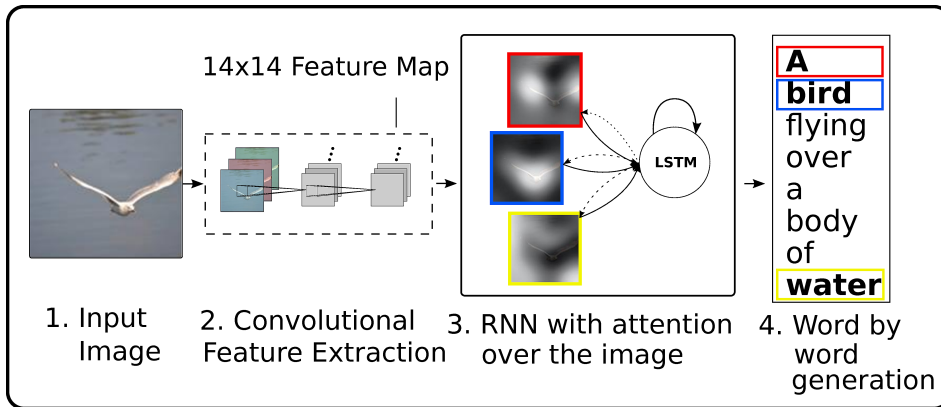 14x14 Feature Map
LSTM
A
bird
flying
over
a
body
of
water
1. Input
Image
2. Convolutional
Feature Extraction
3. RNN with attention
over the image
4. Word by
word
generation